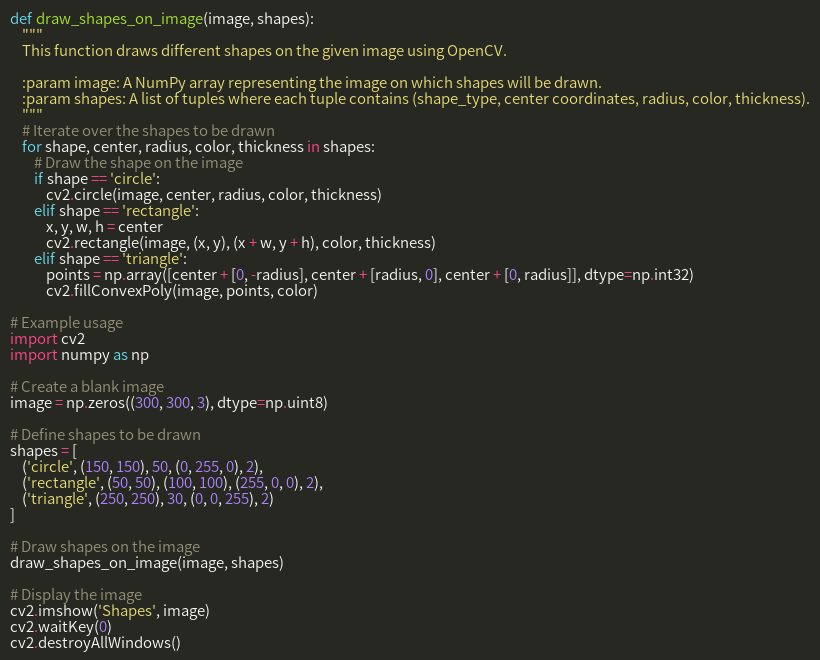 def draw_shapes_on_image(image, shapes):
    """
    This function draws different shapes on the given image using OpenCV.

    :param image: A NumPy array representing the image on which shapes will be drawn.
    :param shapes: A list of tuples where each tuple contains (shape_type, center coordinates, radius, color, thickness).
    """
    # Iterate over the shapes to be drawn
    for shape, center, radius, color, thickness in shapes:
        # Draw the shape on the image
        if shape == 'circle':
            cv2.circle(image, center, radius, color, thickness)
        elif shape == 'rectangle':
            x, y, w, h = center
            cv2.rectangle(image, (x, y), (x + w, y + h), color, thickness)
        elif shape == 'triangle':
            points = np.array([center + [0, -radius], center + [radius, 0], center + [0, radius]], dtype=np.int32)
            cv2.fillConvexPoly(image, points, color)

# Example usage
import cv2
import numpy as np

# Create a blank image
image = np.zeros((300, 300, 3), dtype=np.uint8)

# Define shapes to be drawn
shapes = [
    ('circle', (150, 150), 50, (0, 255, 0), 2),
    ('rectangle', (50, 50), (100, 100), (255, 0, 0), 2),
    ('triangle', (250, 250), 30, (0, 0, 255), 2)
]

# Draw shapes on the image
draw_shapes_on_image(image, shapes)

# Display the image
cv2.imshow('Shapes', image)
cv2.waitKey(0)
cv2.destroyAllWindows()